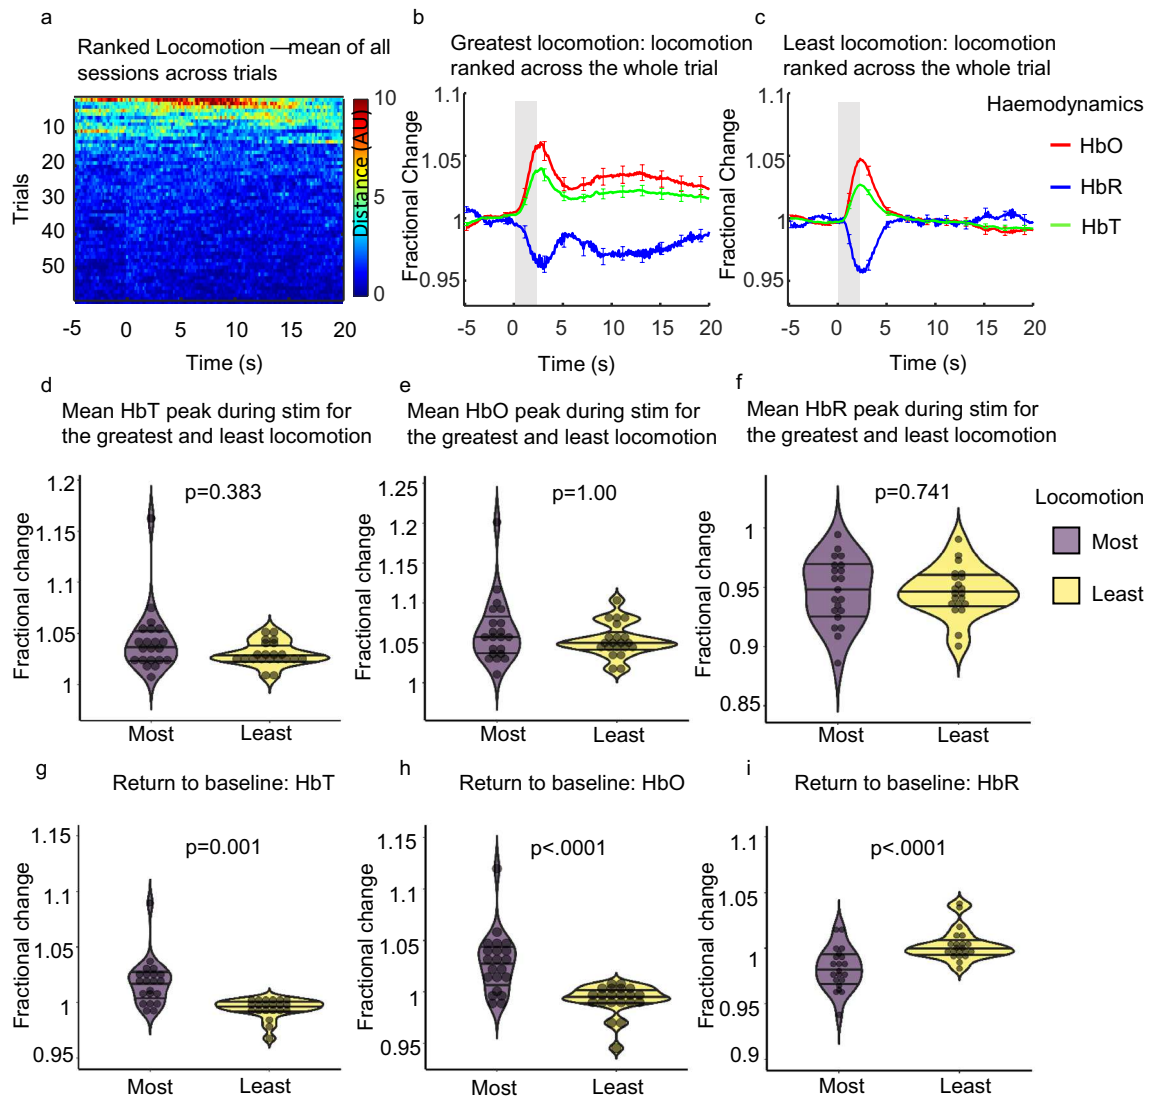 a
Ranked Locomotion —mean of all
sessions across trials
10
20
30
40
50
Trials
-5 0 5 10 15 20
Time (s)
10
5
0
Distance (AU)
b
Greatest locomotion: locomotion
ranked across the whole trial
1.1
1.05
1
0.95
Fractional Change
-5 0 5 10 15 20
Time (s)
c
Least locomotion: locomotion
ranked across the whole trial
1.1
1.05
1
0.95
Fractional Change
-5 0 5 10 15 20
Time (s)
Haemodynamics
HbO
HbR
HbT
d
Mean HbT peak during stim for
the greatest and least locomotion
p=0.383
1.2
1.15
1.1
1.05
1
Fractional change
Most Least
e
Mean HbO peak during stim for
the greatest and least locomotion
p=1.00
1.25
1.2
1.15
1.10
1.05
1
Fractional change
Most Least
f
Mean HbR peak during stim for
the greatest and least locomotion
p=0.741
1
0.95
0.9
0.85
Fractional change
Most Least
Locomotion
Most
Least
g
Return to baseline: HbT
p=0.001
1.15
1.1
1.05
1
0.95
Fractional change
Most Least
h
Return to baseline: HbO
p<.0001
1.15
1.1
1.05
1
0.95
Fractional change
Most Least
i
Return to baseline: HbR
p<.0001
1.1
1.05
1
0.95
0.9
Fractional change
Most Least